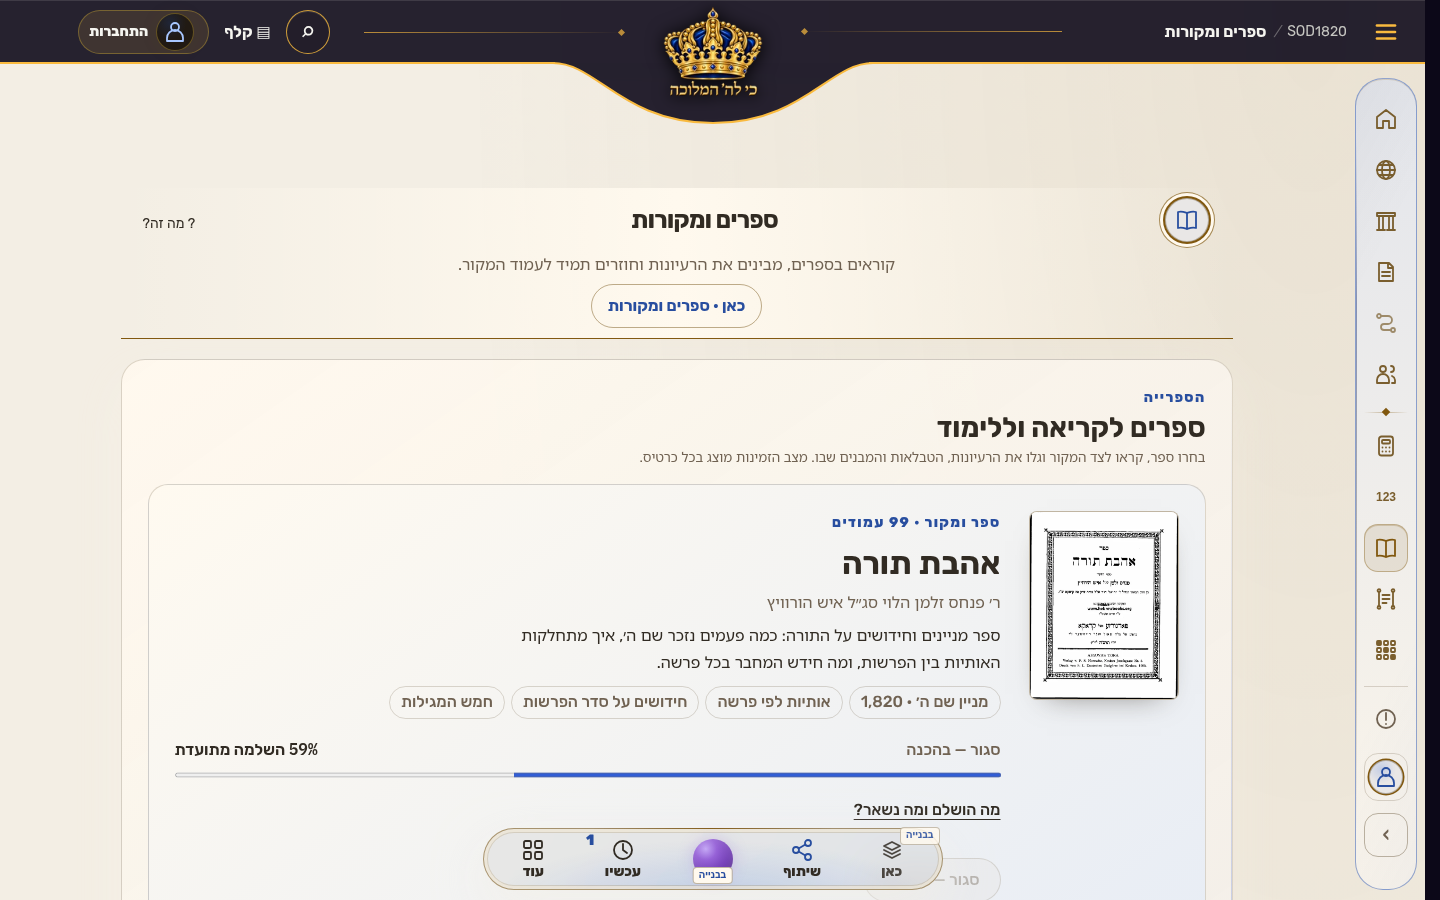 SOD1820 / ספרים ומקורות
כי לה' המלוכה
קלף
התחברות
ספרים ומקורות
? מה זה?
קוראים בספרים, מבינים את הרעיונות וחוזרים תמיד לעמוד המקור.
כאן • ספרים ומקורות
הספרייה
ספרים לקריאה וללימוד
בחרו ספר, קראו לצד המקור וגלו את הרעיונות, הטבלאות והמבנים שבו. מצב הזמינות מוצג בכל כרטיס.
ספר
אהבת תורה
ספר ומקור • 99 עמודים
אהבת תורה
ר׳ פנחס זלמן הלוי סג״ל איש הורוויץ
ספר מניינים וחידושים על התורה: כמה פעמים נזכר שם ה׳, איך מתחלקות
האותיות בין הפרשות, ומה חידש המחבר בכל פרשה.
מניין שם ה׳ • 1,820
אותיות לפי פרשה
חידושים על סדר הפרשות
חמש המגילות
סגור – בהכנה
59% השלמה מתועדת
מה הושלם ומה נשאר?
סגור –
בבנייה
כאן
שיתוף
בבנייה
1
עכשיו
עוד
123